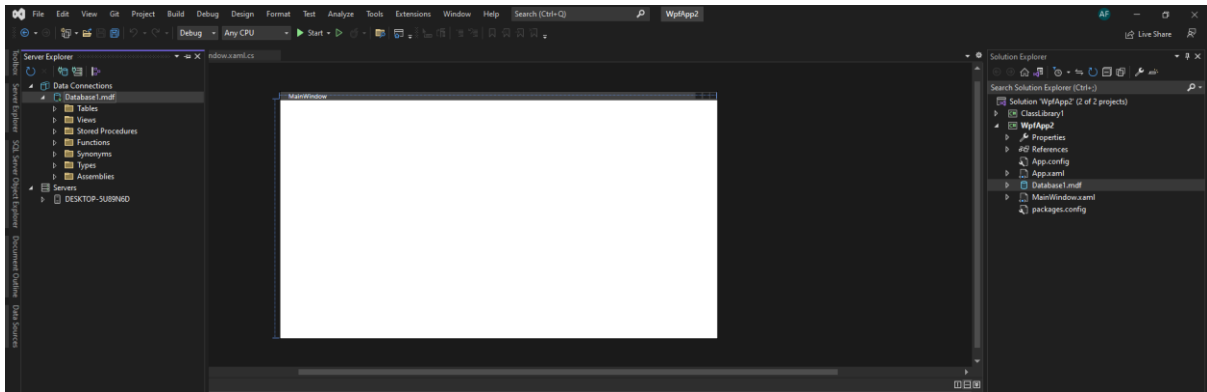 File Edit View Git Project Build Debug Design Format Test Analyze Tools Extensions Window Help Search (Ctrl+Q) WpfApp2 AF
Debug Any CPU Start Live Share
Toolbox
Server Explorer
SQL Server Object Explorer
Document Outline
Data Sources
Server Explorer
Data Connections
Database1.mdf
Tables
Views
Stored Procedures
Functions
Synonyms
Types
Assemblies
Servers
DESKTOP-5U89N6D
ndow.xaml.cs
MainWindow
Solution Explorer
Search Solution Explorer (Ctrl+;)
Solution 'WpfApp2' (2 of 2 projects)
ClassLibrary1
WpfApp2
Properties
References
App.config
App.xaml
Database1.mdf
MainWindow.xaml
packages.config